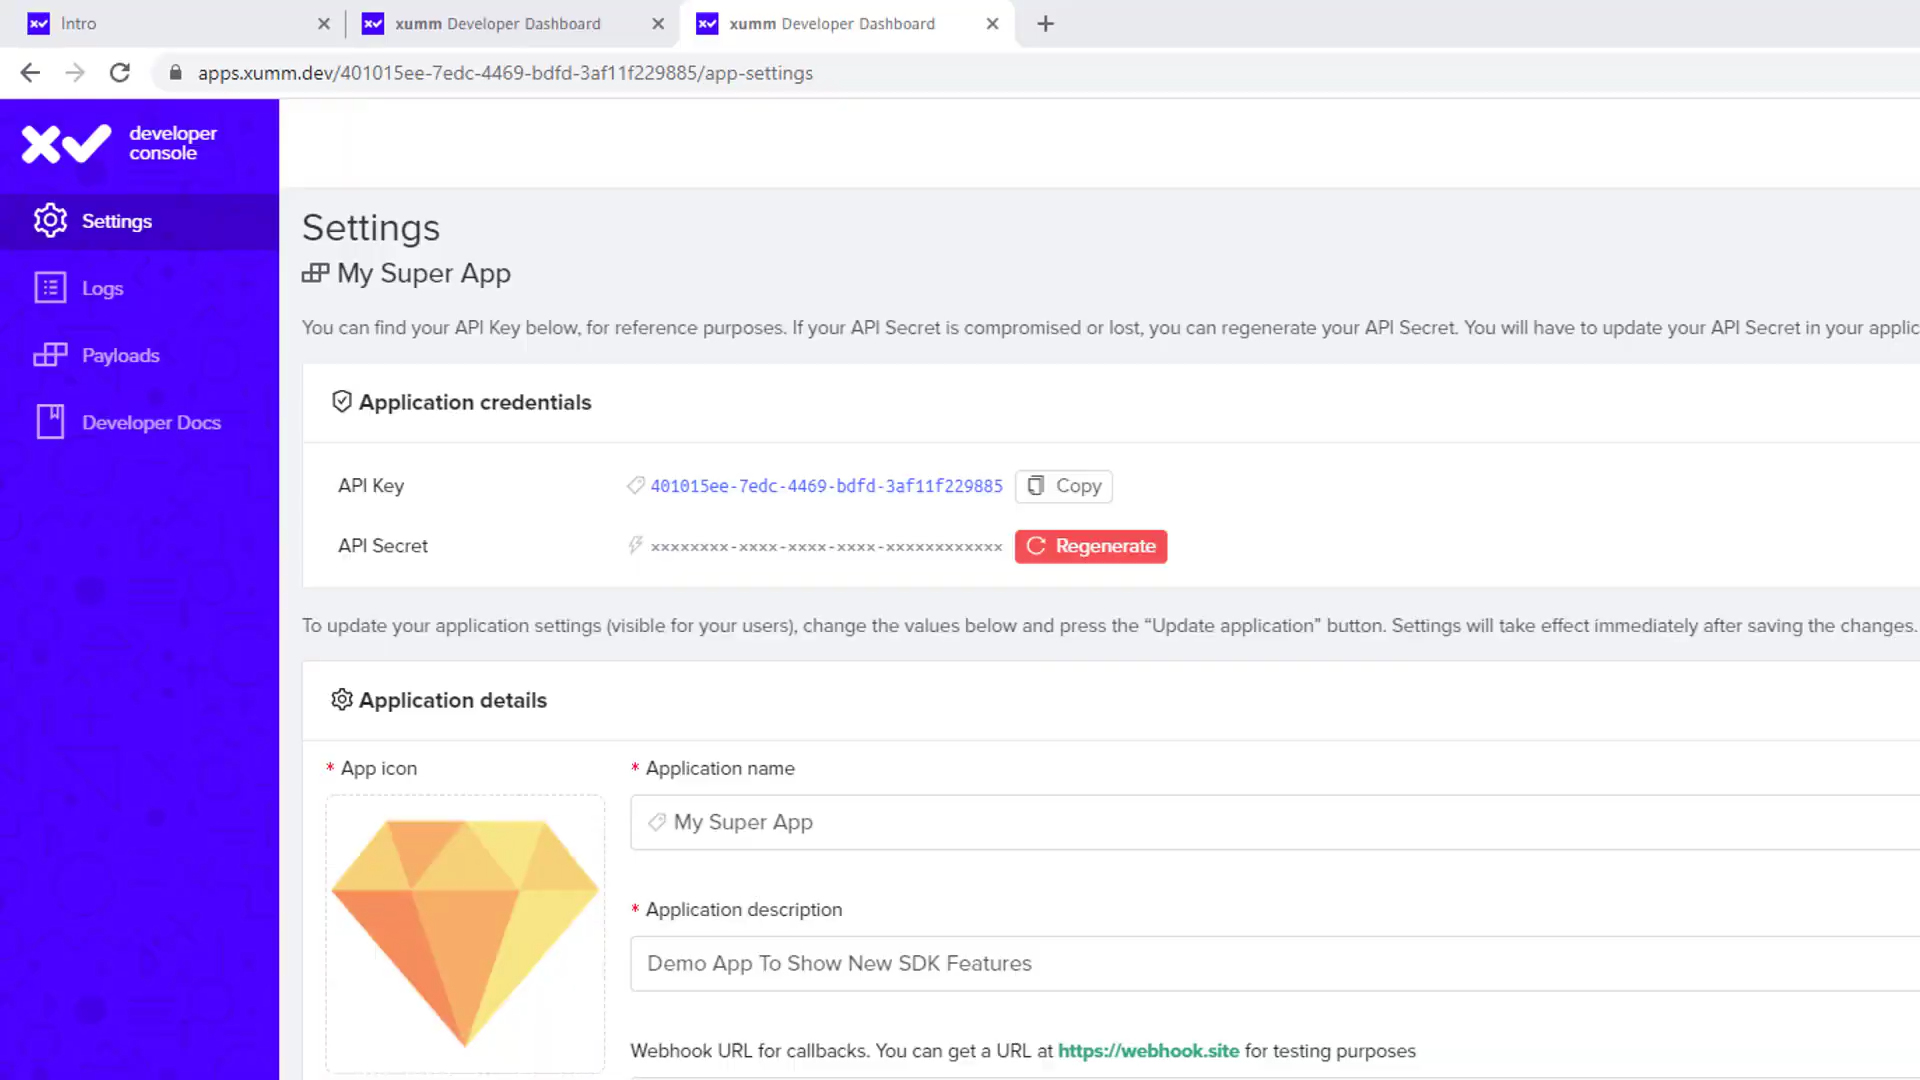 Intro
xumm Developer Dashboard
xumm Developer Dashboard
apps.xumm.dev/401015ee-7edc-4469-bdfd-3af11f229885/app-settings
developer
console
Settings
Logs
Payloads
Developer Docs
Settings
My Super App
You can find your API Key below, for reference purposes. If your API Secret is compromised or lost, you can regenerate your API Secret. You will have to update your API Secret in your applic
Application credentials
API Key
401015ee-7edc-4469-bdfd-3af11f229885
Copy
API Secret
xxxxxxxx-xxxx-xxxx-xxxx-xxxxxxxxxxxx
Regenerate
To update your application settings (visible for your users), change the values below and press the “Update application” button. Settings will take effect immediately after saving the changes.
Application details
* App icon
* Application name
My Super App
* Application description
Demo App To Show New SDK Features
Webhook URL for callbacks. You can get a URL at https://webhook.site for testing purposes